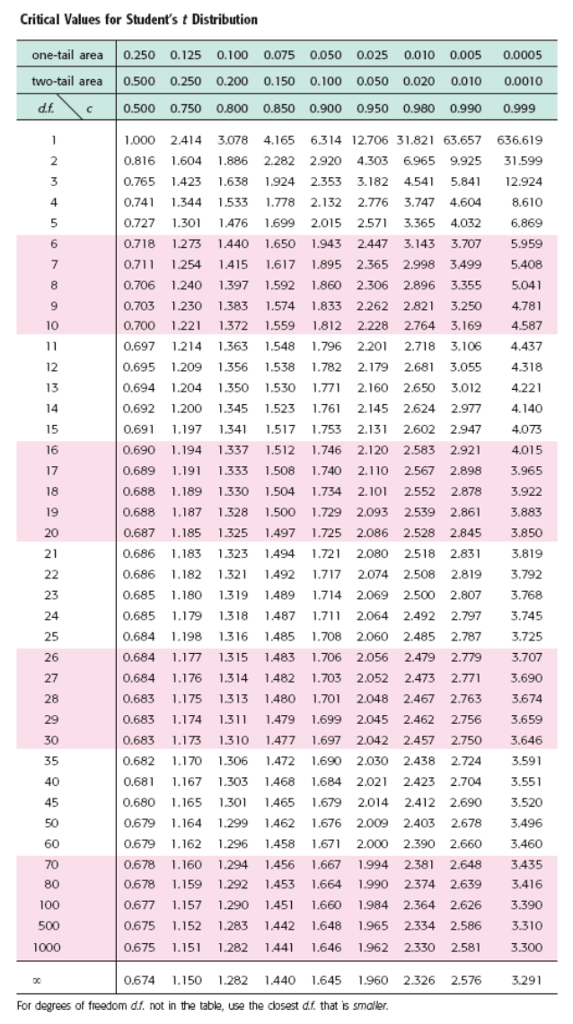 Critical Values for Student's t Distribution
one-tail area 0.250 0.125 0.100 0.075 0.050 0.025 0.010 0.005 0.0005
two-tail area 0.500 0.250 0.200 0.150 0.100 0.050 0.020 0.010 0.0010
d.f. c 0.500 0.750 0.800 0.850 0.900 0.950 0.980 0.990 0.999
1 1.000 2.414 3.078 4.165 6.314 12.706 31.821 63.657 636.619
2 0.816 1.604 1.886 2.282 2.920 4.303 6.965 9.925 31.599
3 0.765 1.423 1.638 1.924 2.353 3.182 4.541 5.841 12.924
4 0.741 1.344 1.533 1.778 2.132 2.776 3.747 4.604 8.610
5 0.727 1.301 1.476 1.699 2.015 2.571 3.365 4.032 6.869
6 0.718 1.273 1.440 1.650 1.943 2.447 3.143 3.707 5.959
7 0.711 1.254 1.415 1.617 1.895 2.365 2.998 3.499 5.408
8 0.706 1.240 1.397 1.592 1.860 2.306 2.896 3.355 5.041
9 0.703 1.230 1.383 1.574 1.833 2.262 2.821 3.250 4.781
10 0.700 1.221 1.372 1.559 1.812 2.228 2.764 3.169 4.587
11 0.697 1.214 1.363 1.548 1.796 2.201 2.718 3.106 4.437
12 0.695 1.209 1.356 1.538 1.782 2.179 2.681 3.055 4.318
13 0.694 1.204 1.350 1.530 1.771 2.160 2.650 3.012 4.221
14 0.692 1.200 1.345 1.523 1.761 2.145 2.624 2.977 4.140
15 0.691 1.197 1.341 1.517 1.753 2.131 2.602 2.947 4.073
16 0.690 1.194 1.337 1.512 1.746 2.120 2.583 2.921 4.015
17 0.689 1.191 1.333 1.508 1.740 2.110 2.567 2.898 3.965
18 0.688 1.189 1.330 1.504 1.734 2.101 2.552 2.878 3.922
19 0.688 1.187 1.328 1.500 1.729 2.093 2.539 2.861 3.883
20 0.687 1.185 1.325 1.497 1.725 2.086 2.528 2.845 3.850
21 0.686 1.183 1.323 1.494 1.721 2.080 2.518 2.831 3.819
22 0.686 1.182 1.321 1.492 1.717 2.074 2.508 2.819 3.792
23 0.685 1.180 1.319 1.489 1.714 2.069 2.500 2.807 3.768
24 0.685 1.179 1.318 1.487 1.711 2.064 2.492 2.797 3.745
25 0.684 1.198 1.316 1.485 1.708 2.060 2.485 2.787 3.725
26 0.684 1.177 1.315 1.483 1.706 2.056 2.479 2.779 3.707
27 0.684 1.176 1.314 1.482 1.703 2.052 2.473 2.771 3.690
28 0.683 1.175 1.313 1.480 1.701 2.048 2.467 2.763 3.674
29 0.683 1.174 1.311 1.479 1.699 2.045 2.462 2.756 3.659
30 0.683 1.173 1.310 1.477 1.697 2.042 2.457 2.750 3.646
35 0.682 1.170 1.306 1.472 1.690 2.030 2.438 2.724 3.591
40 0.681 1.167 1.303 1.468 1.684 2.021 2.423 2.704 3.551
45 0.680 1.165 1.301 1.465 1.679 2.014 2.412 2.690 3.520
50 0.679 1.164 1.299 1.462 1.676 2.009 2.403 2.678 3.496
60 0.679 1.162 1.296 1.458 1.671 2.000 2.390 2.660 3.460
70 0.678 1.160 1.294 1.456 1.667 1.994 2.381 2.648 3.435
80 0.678 1.159 1.292 1.453 1.664 1.990 2.374 2.639 3.416
100 0.677 1.157 1.290 1.451 1.660 1.984 2.364 2.626 3.390
500 0.675 1.152 1.283 1.442 1.648 1.965 2.334 2.586 3.310
1000 0.675 1.151 1.282 1.441 1.646 1.962 2.330 2.581 3.300
∞ 0.674 1.150 1.282 1.440 1.645 1.960 2.326 2.576 3.291
For degrees of freedom d.f. not in the table, use the closest d.f. that is smaller.